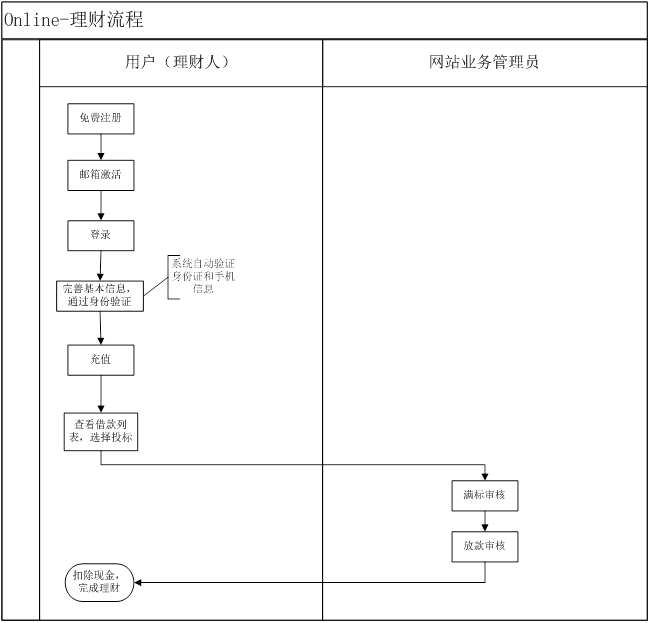 Online-理财流程
用户（理财人）
网站业务管理员
免费注册
邮箱激活
登录
系统自动验证
身份证和手机
信息
完善基本信息，
通过身份验证
充值
查看借款列
表，选择投标
满标审核
放款审核
扣除现金，
完成理财